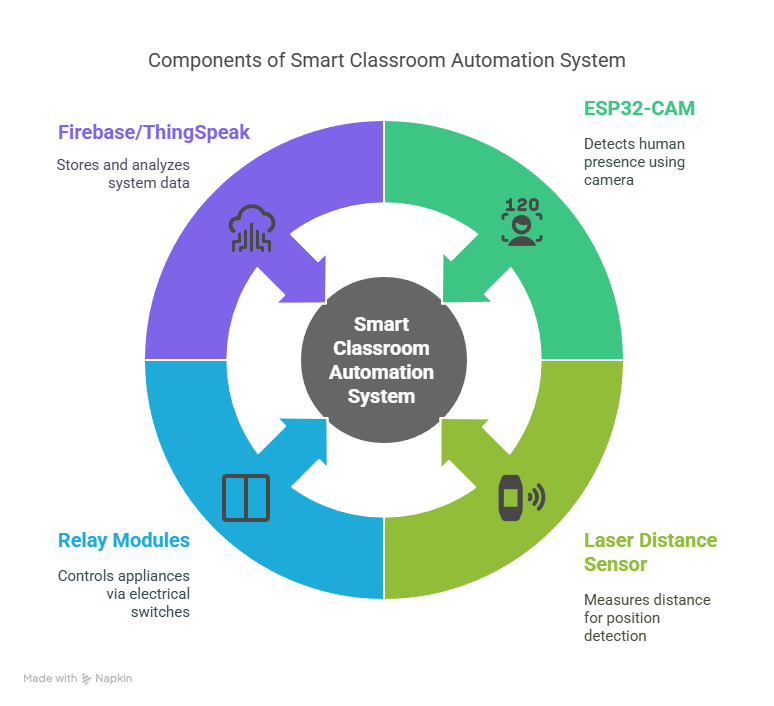 Components of Smart Classroom Automation System
Firebase/ThingSpeak
Stores and analyzes
system data
ESP32-CAM
Detects human
presence using
camera
120
Smart
Classroom
Automation
System
Relay Modules
Controls appliances
via electrical
switches
Laser Distance
Sensor
Measures distance
for position
detection
Made with Napkin